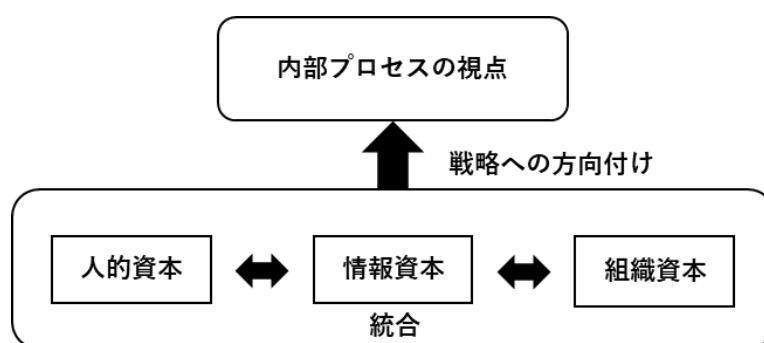 内部プロセスの視点
戦略への方向付け
人的資本
情報資本
組織資本
統合